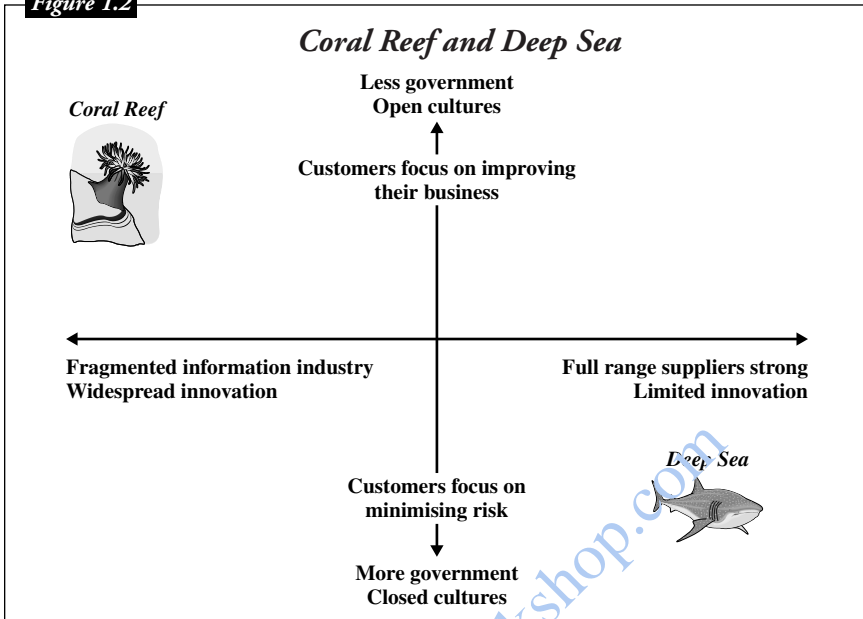 Figure 1.2
Coral Reef and Deep Sea
Less government
Open cultures
Coral Reef
Customers focus on improving
their business
Fragmented information industry
Widespread innovation
Full range suppliers strong
Limited innovation
Deep Sea
Customers focus on
minimising risk
More government
Closed cultures
kshop.com